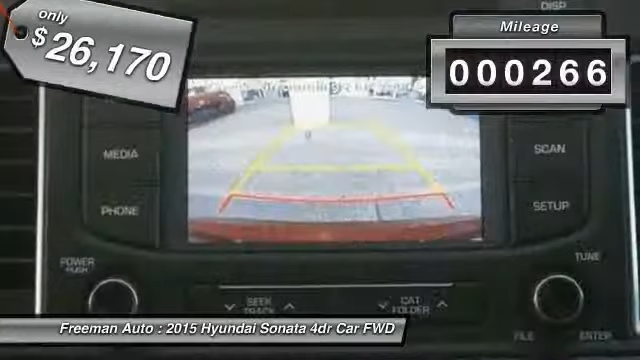 only
$26,170
Mileage
000266
DISP
MEDIA
SCAN
PHONE
SETUP
POWER
PUSH
TUNE
SEEK
TRACK
CAT
FOLDER
FILE
ENTER
Freeman Auto : 2015 Hyundai Sonata 4dr Car FWD